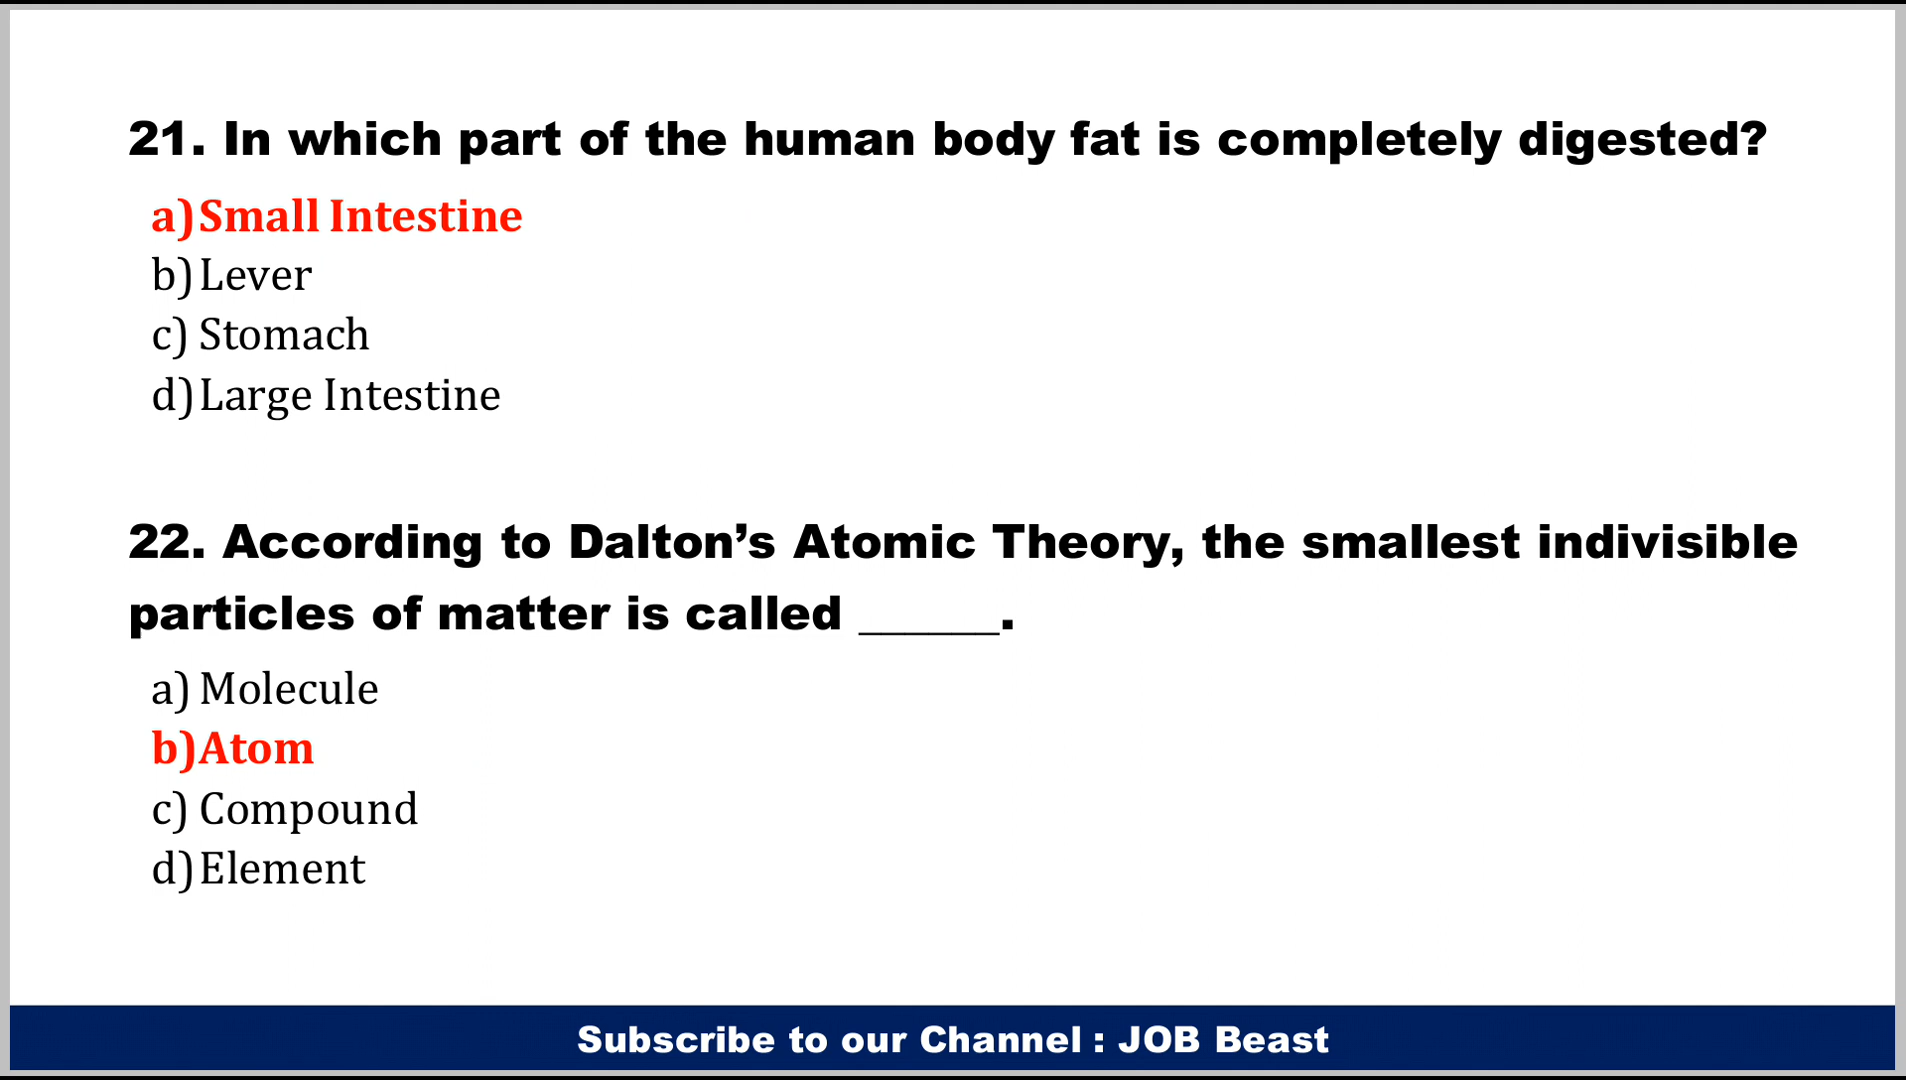 21. In which part of the human body fat is completely digested?
a) Small Intestine
b) Lever
c) Stomach
d) Large Intestine
22. According to Dalton’s Atomic Theory, the smallest indivisible
particles of matter is called ______.
a) Molecule
b) Atom
c) Compound
d) Element
Subscribe to our Channel : JOB Beast